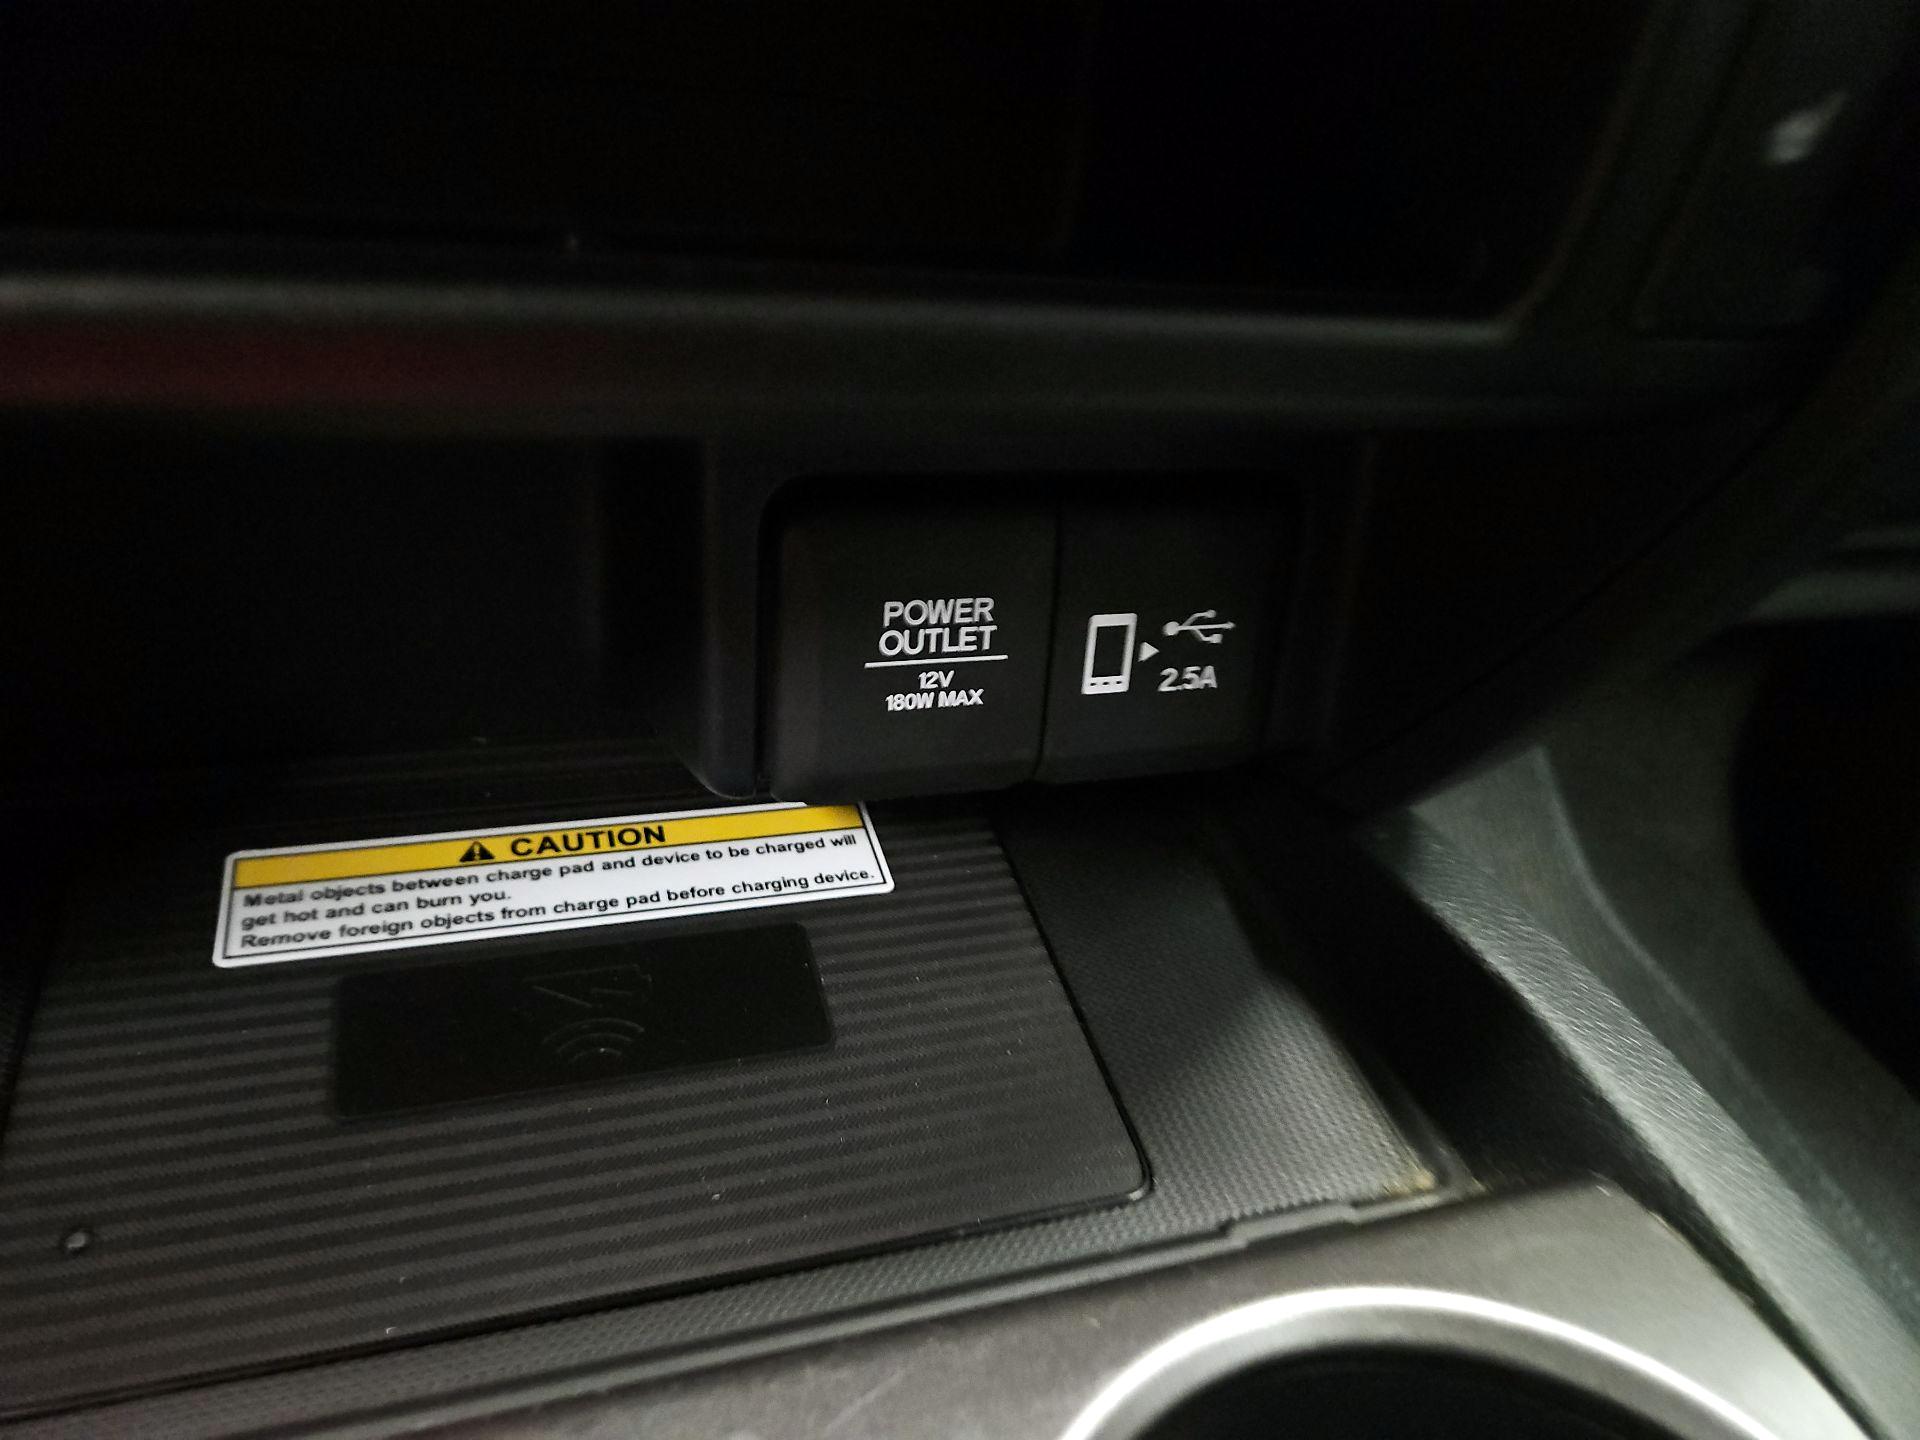 POWER
OUTLET
12V
180W MAX
2.5A
CAUTION
Metal objects between charge pad and device to be charged will
get hot and can burn you.
Remove foreign objects from charge pad before charging device.